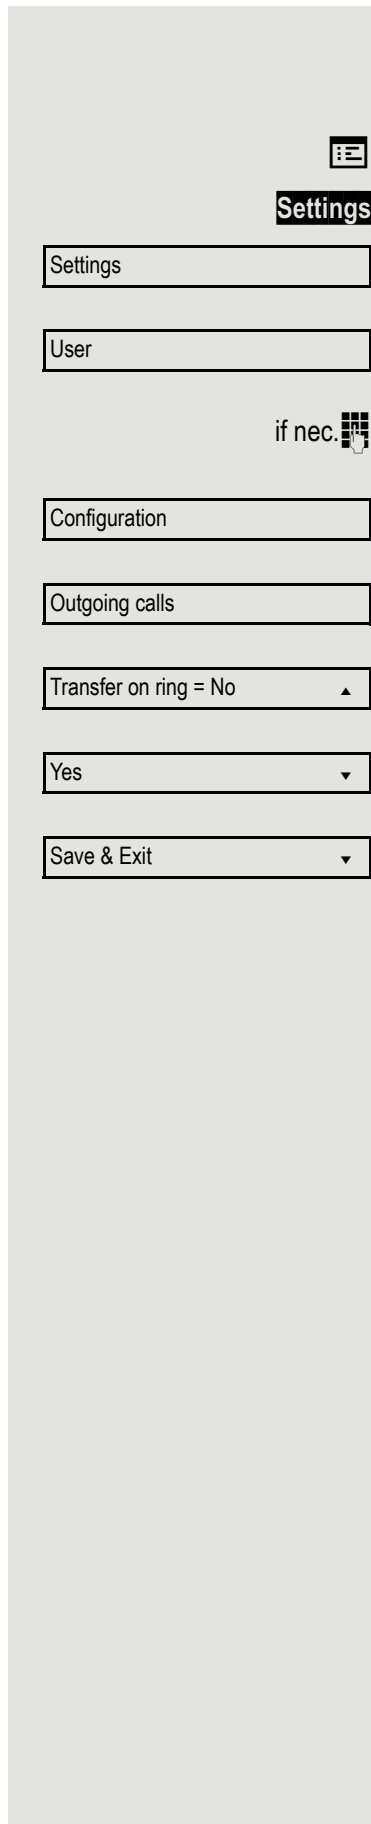 Settings
Settings
User
if nec.
Configuration
Outgoing calls
Transfer on ring = No
Yes
Save & Exit